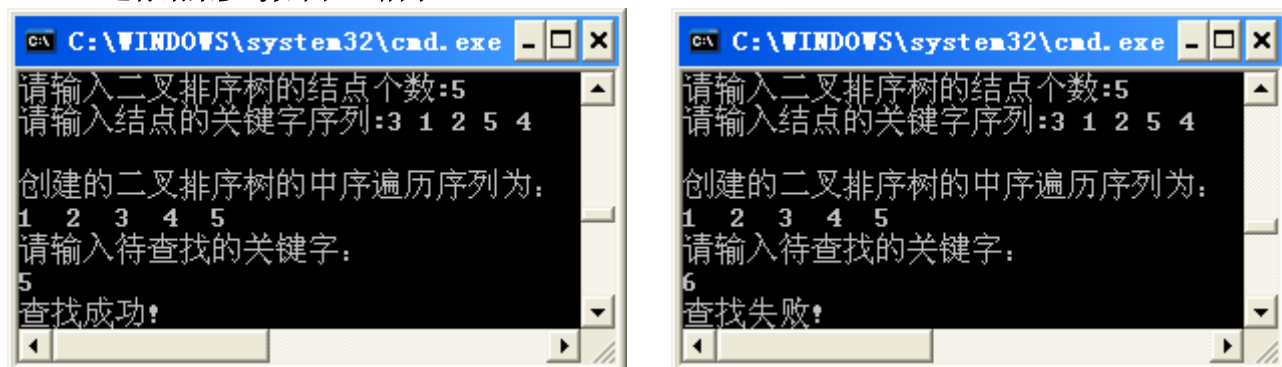 C:\WINDOWS\system32\cmd.exe
请输入二叉排序树的结点个数:5
请输入结点的关键字序列:3 1 2 5 4
创建的二叉排序树的中序遍历序列为:
1 2 3 4 5
请输入待查找的关键字:
5
查找成功!
C:\WINDOWS\system32\cmd.exe
请输入二叉排序树的结点个数:5
请输入结点的关键字序列:3 1 2 5 4
创建的二叉排序树的中序遍历序列为:
1 2 3 4 5
请输入待查找的关键字:
6
查找失败!